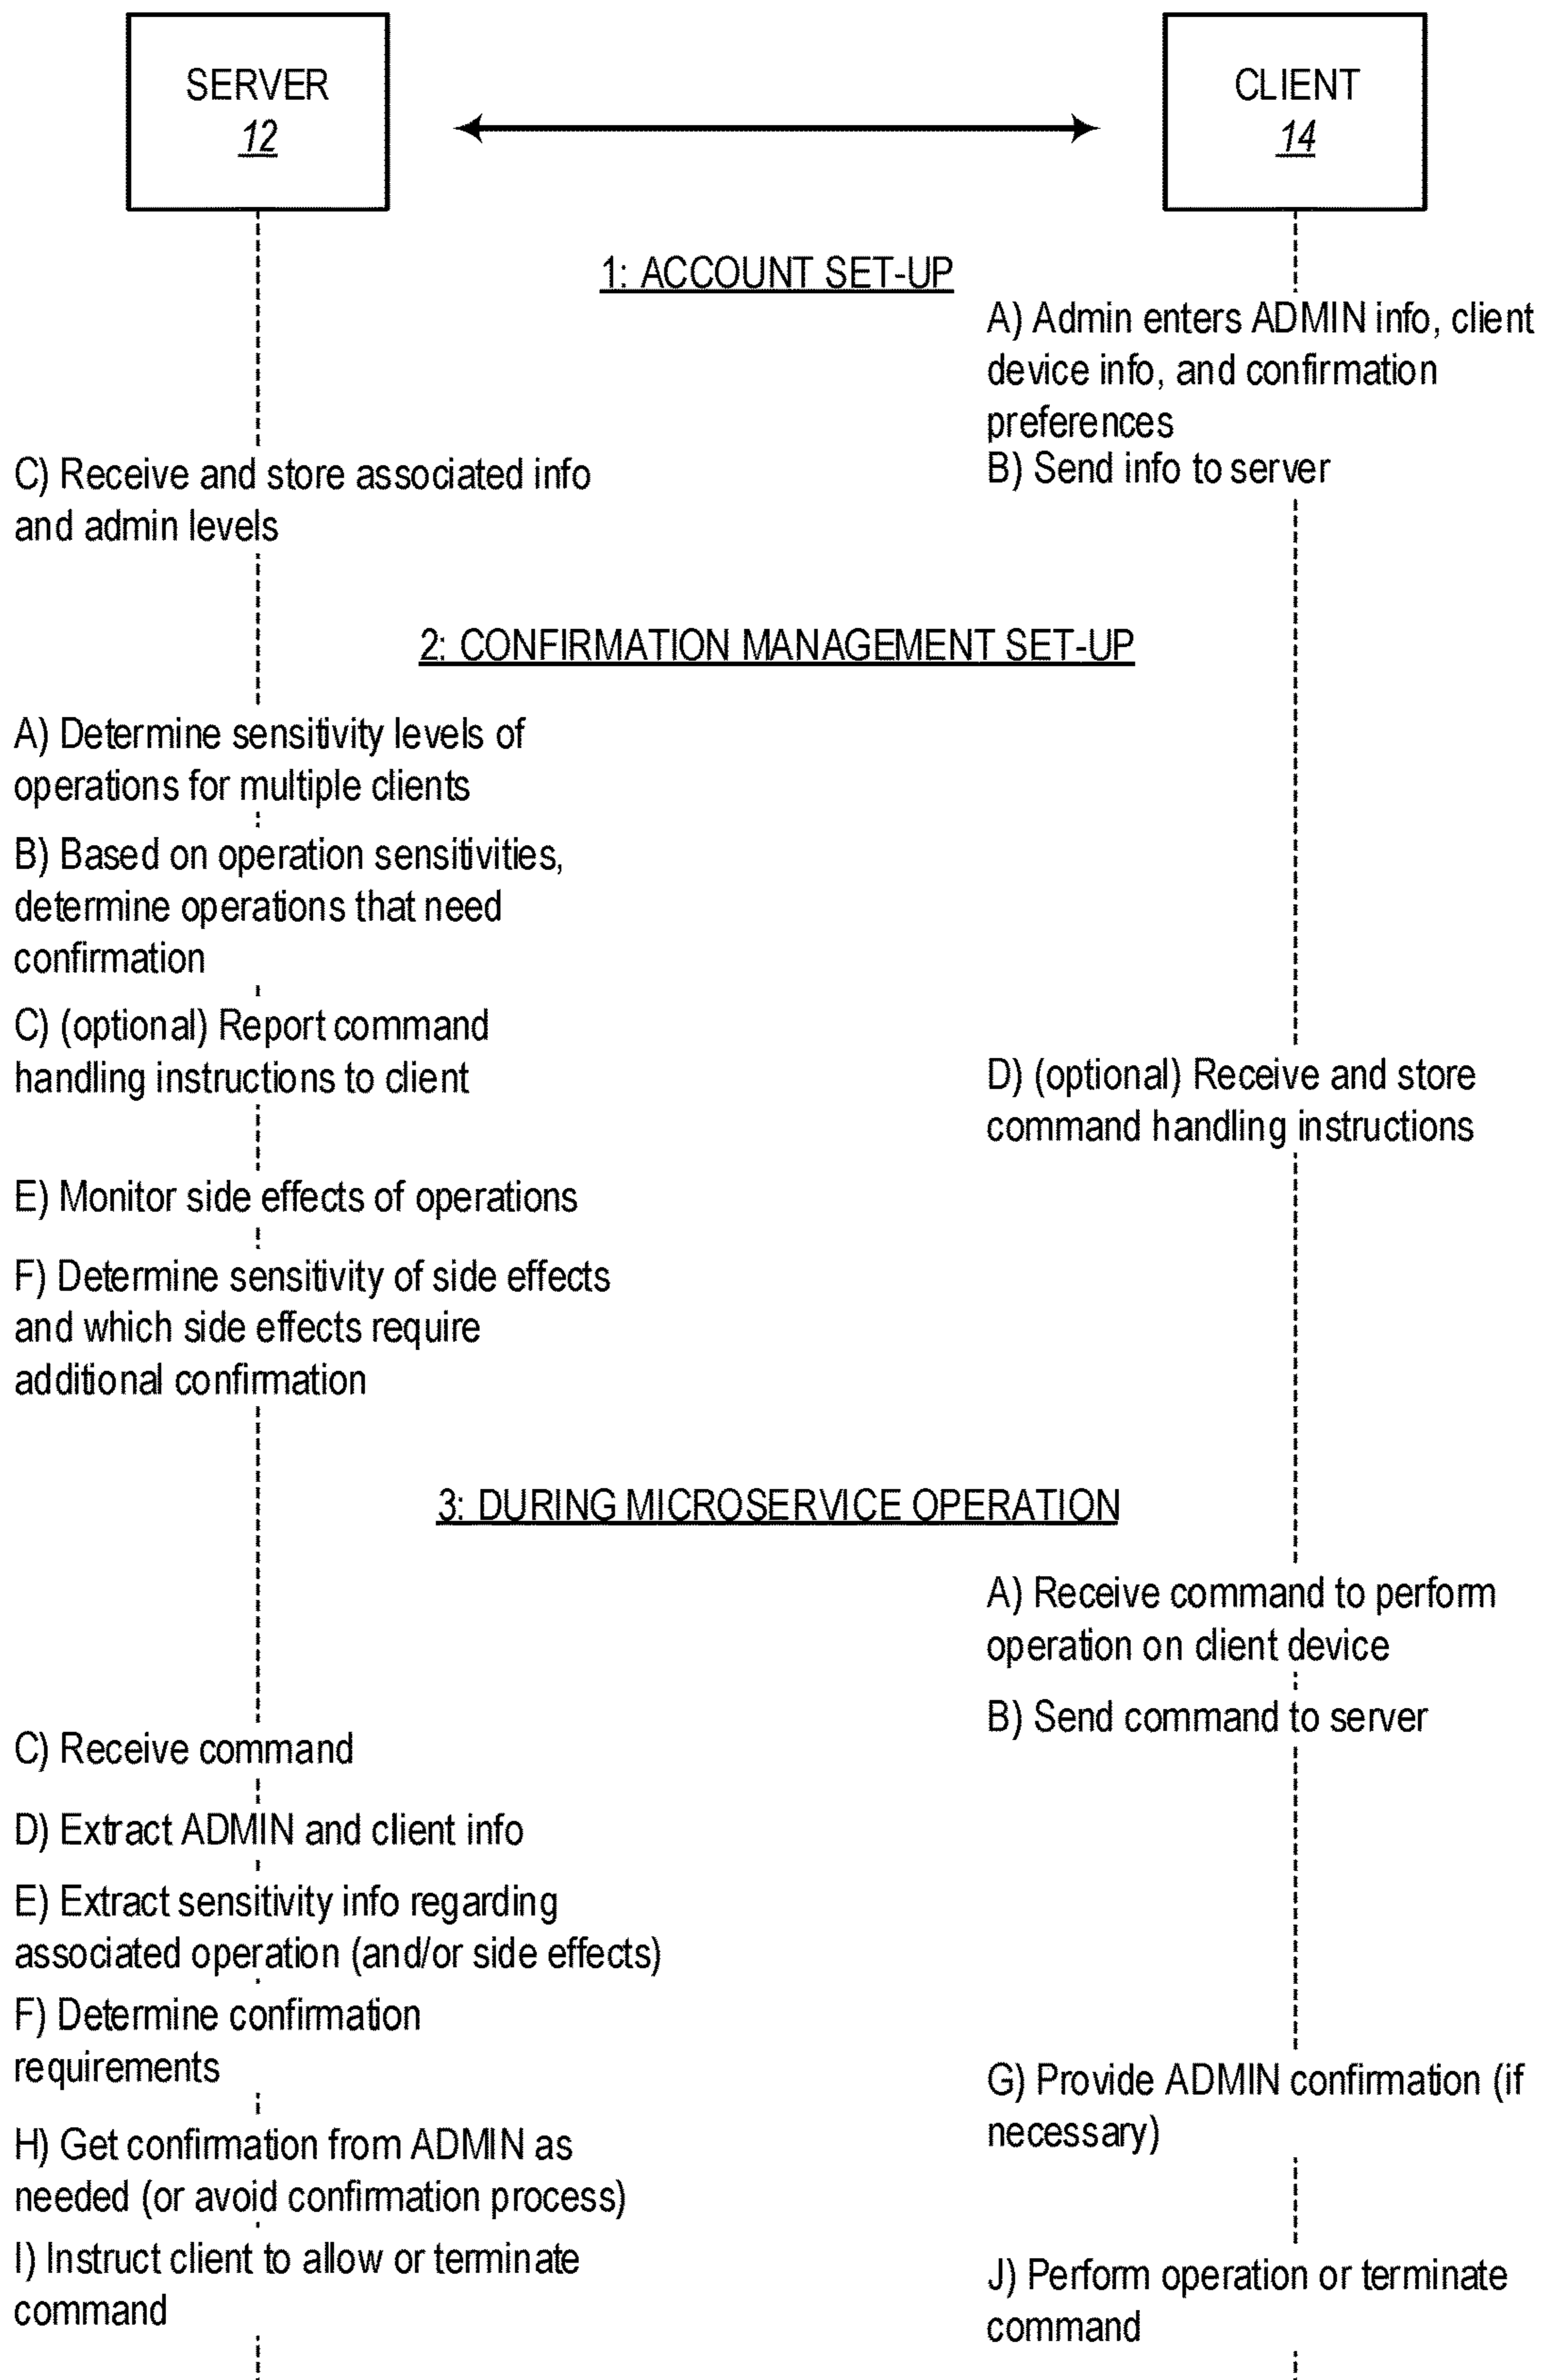 SERVER
12
CLIENT
14
1: ACCOUNT SET-UP
A) Admin enters ADMIN info, client
device info, and confirmation
preferences
B) Send info to server
C) Receive and store associated info
and admin levels
2: CONFIRMATION MANAGEMENT SET-UP
A) Determine sensitivity levels of
operations for multiple clients
B) Based on operation sensitivities,
determine operations that need
confirmation
C) (optional) Report command
handling instructions to client
D) (optional) Receive and store
command handling instructions
E) Monitor side effects of operations
F) Determine sensitivity of side effects
and which side effects require
additional confirmation
3: DURING MICROSERVICE OPERATION
A) Receive command to perform
operation on client device
B) Send command to server
C) Receive command
D) Extract ADMIN and client info
E) Extract sensitivity info regarding
associated operation (and/or side effects)
F) Determine confirmation
requirements
G) Provide ADMIN confirmation (if
necessary)
H) Get confirmation from ADMIN as
needed (or avoid confirmation process)
I) Instruct client to allow or terminate
command
J) Perform operation or terminate
command